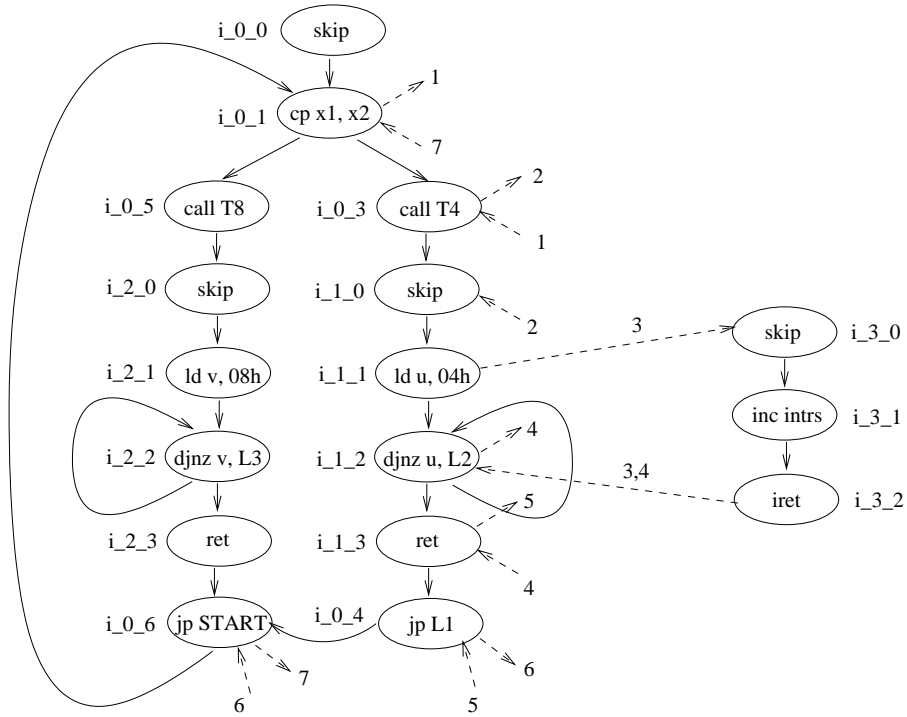 i_0_0 skip
i_0_1 cp x1, x2
1
7
i_0_5 call T8
i_0_3 call T4
2
1
i_2_0 skip
i_1_0 skip
2
3
skip i_3_0
i_2_1 ld v, 08h
i_1_1 ld u, 04h
inc intrs i_3_1
i_2_2 djnz v, L3
i_1_2 djnz u, L2
4
3,4
iret i_3_2
i_2_3 ret
i_1_3 ret
5
4
i_0_6 jp START
i_0_4 jp L1
7
6
6
5